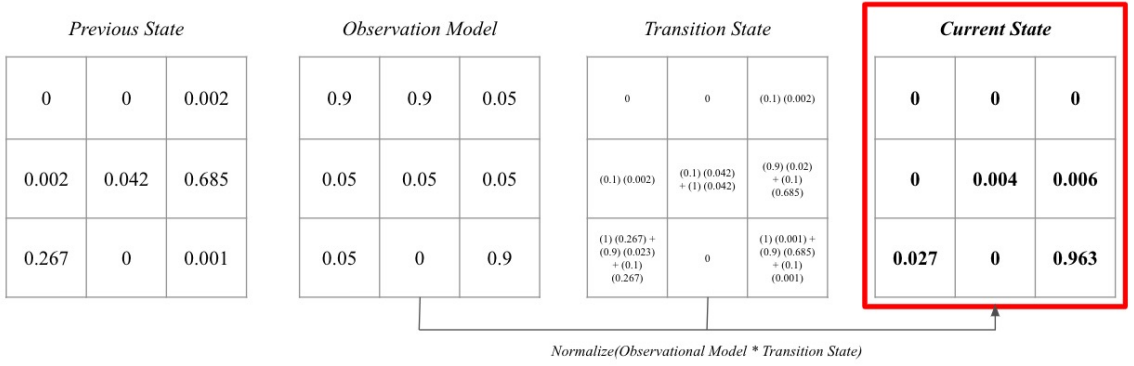 Previous State
0 0 0.002
0.002 0.042 0.685
0.267 0 0.001
Observation Model
0.9 0.9 0.05
0.05 0.05 0.05
0.05 0 0.9
Transition State
0 0 (0.1) (0.002)
(0.1) (0.002)
(0.1) (0.042)
+ (1) (0.042)
(0.9) (0.02)
+ (0.1)
(0.685)
(1) (0.267) +
(0.9) (0.023)
+ (0.1)
(0.267)
0
(1) (0.001) +
(0.9) (0.685)
+ (0.1)
(0.001)
Current State
0 0 0
0 0.004 0.006
0.027 0 0.963
Normalize(Observational Model * Transition State)